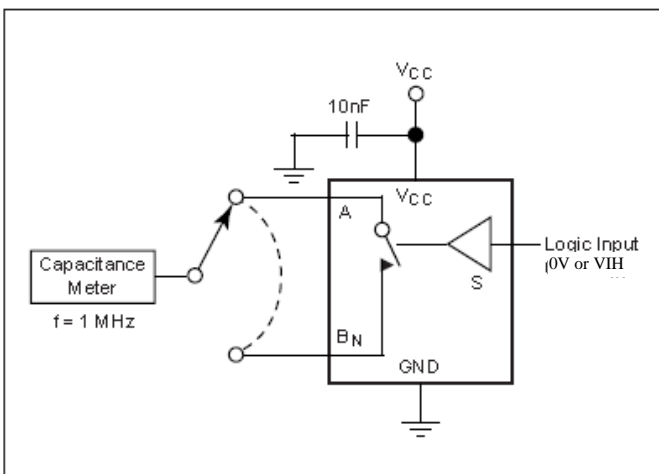 VCC
10nF
VCC
A
Logic Input
(0V or VIH
S
Capacitance
Meter
f = 1 MHz
BN
GND